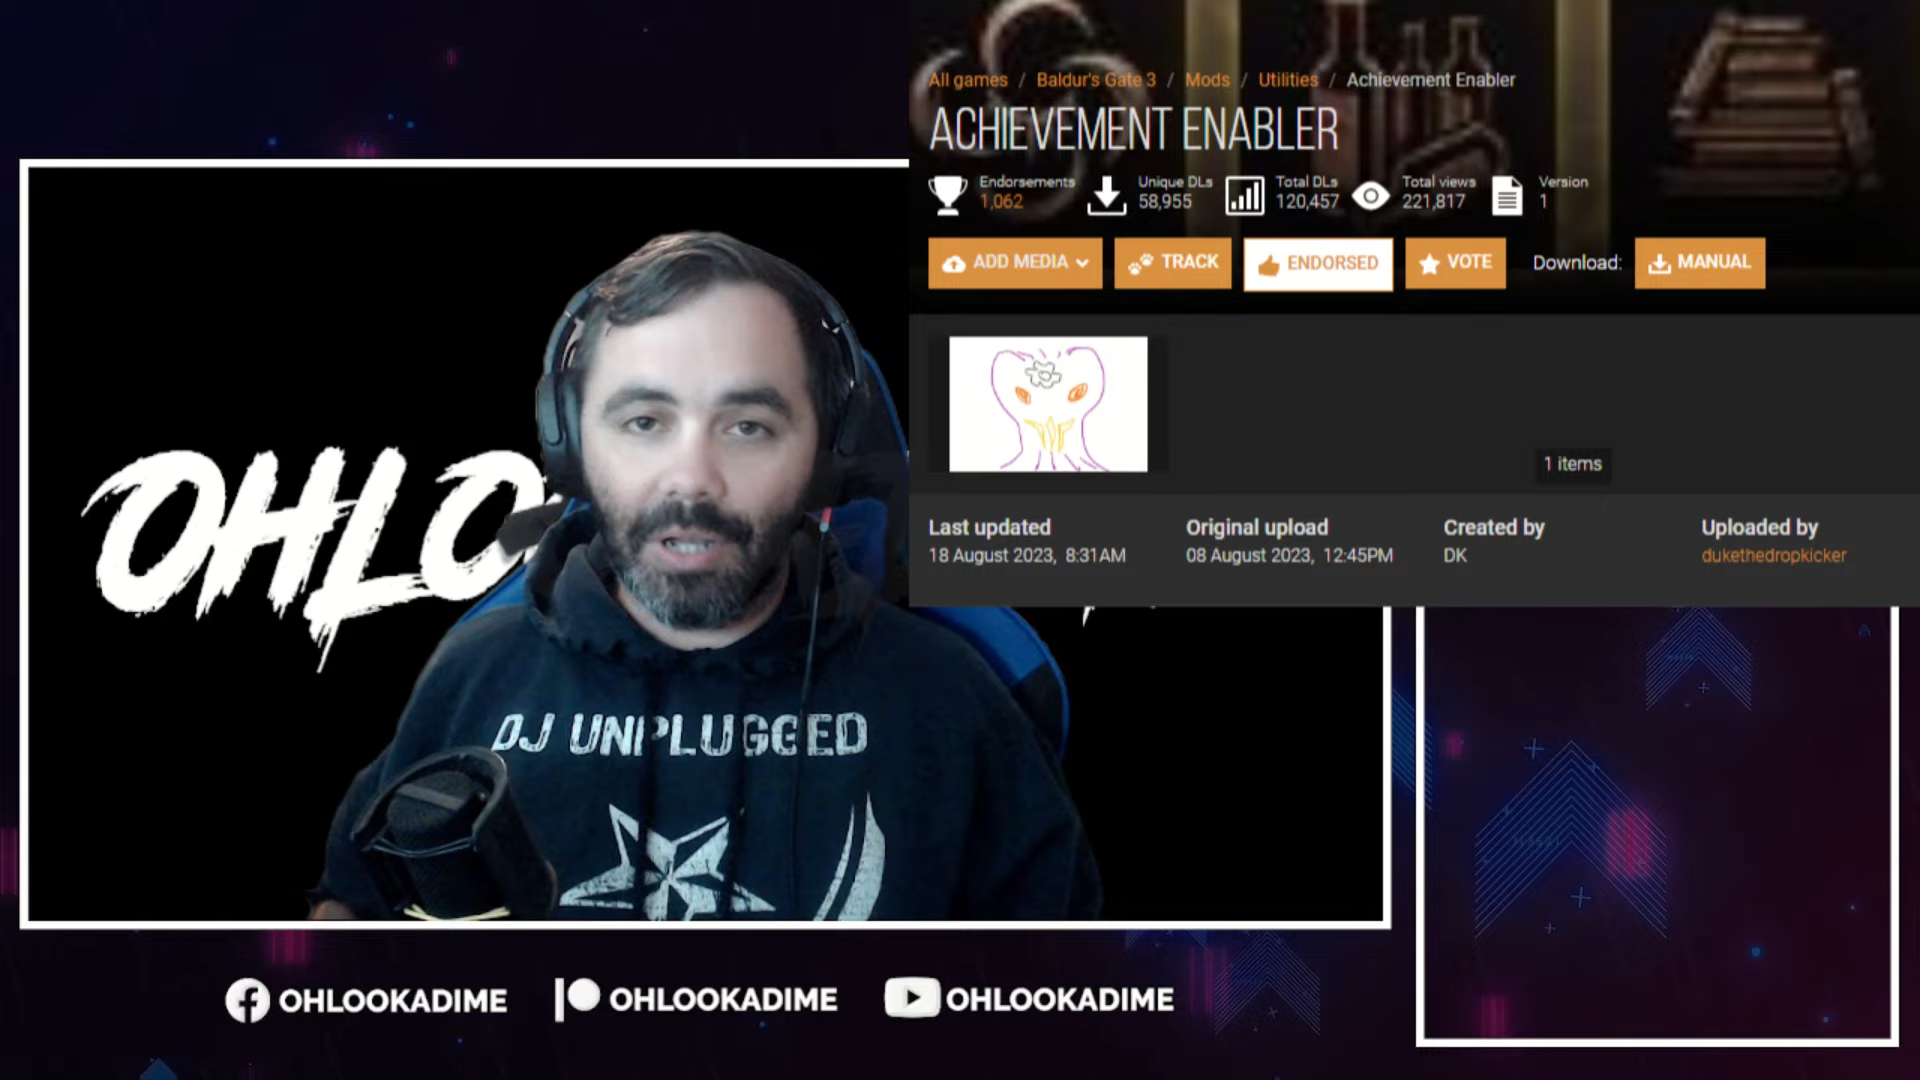 All games / Baldur's Gate 3 / Mods / Utilities / Achievement Enabler
ACHIEVEMENT ENABLER
Endorsements
1,062
Unique DLs
58,955
Total DLs
120,457
Total views
221,817
Version
1
ADD MEDIA
TRACK
ENDORSED
VOTE
Download:
MANUAL
1 items
Last updated
18 August 2023, 8:31AM
Original upload
08 August 2023, 12:45PM
Created by
DK
Uploaded by
dukethedropkicker
OHLO
DJ UNPLUGGED
OHLOOKADIME
OHLOOKADIME
OHLOOKADIME